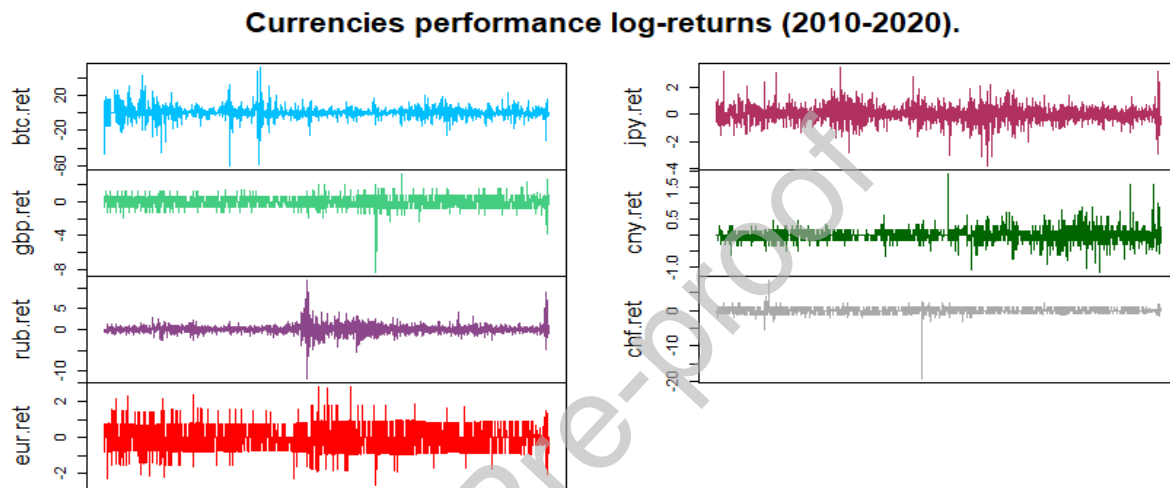 Currencies performance log-returns (2010-2020).
btc.ret
20
-20
-60
gbp.ret
0
-4
-8
rub.ret
5
0
-10
eur.ret
2
0
-2
jpy.ret
2
0
-2
-4
cny.ret
1.5
0.5
-1.0
chf.ret
0
-10
-20
Pre-proof